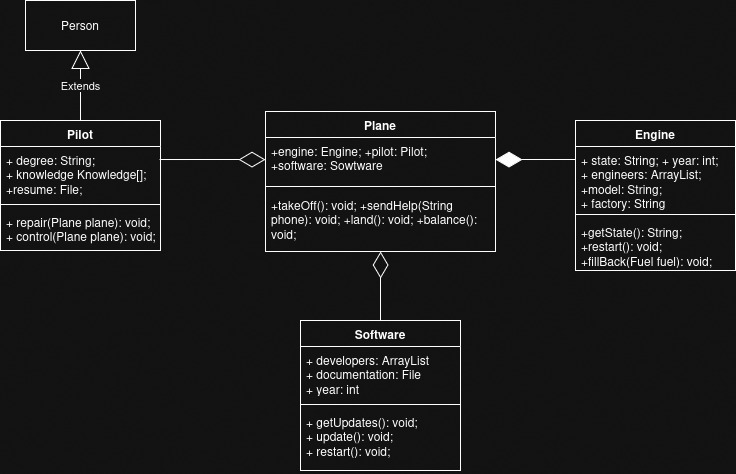 Person
Extends
Pilot
+ degree: String;
+ knowledge Knowledge[];
+resume: File;
+ repair(Plane plane): void;
+ control(Plane plane): void;
Plane
+engine: Engine; +pilot: Pilot;
+software: Sowtware
+takeOff(): void; +sendHelp(String
phone): void; +land(): void; +balance():
void;
Engine
+ state: String; + year: int;
+ engineers: ArrayList;
+model: String;
+ factory: String
+getState(): String;
+restart(): void;
+fillBack(Fuel fuel): void;
Software
+ developers: ArrayList
+ documentation: File
+ year: int
+ getUpdates(): void;
+ update(): void;
+ restart(): void;